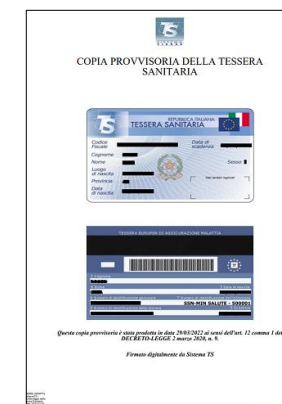 COPIA PROVVISORIA DELLA TESSERA
SANITARIA
TS
REPUBBLICA ITALIANA
TESSERA SANITARIA
Codice
Fiscale
Data di
scadenza
Cognome
Nome
Sesso
Luogo
di nascita
Provincia
Data
di nascita
TESSERA EUROPEA DI ASSICURAZIONE MALATTIA
SSN-MIN SALUTE - 500001
Questa copia provvisoria è stata prodotta in data 29/03/2022 ai sensi dell'art. 12 comma 1 del
DECRETO-LEGGE 2 marzo 2020, n. 9.
Firmato digitalmente da Sistema TS